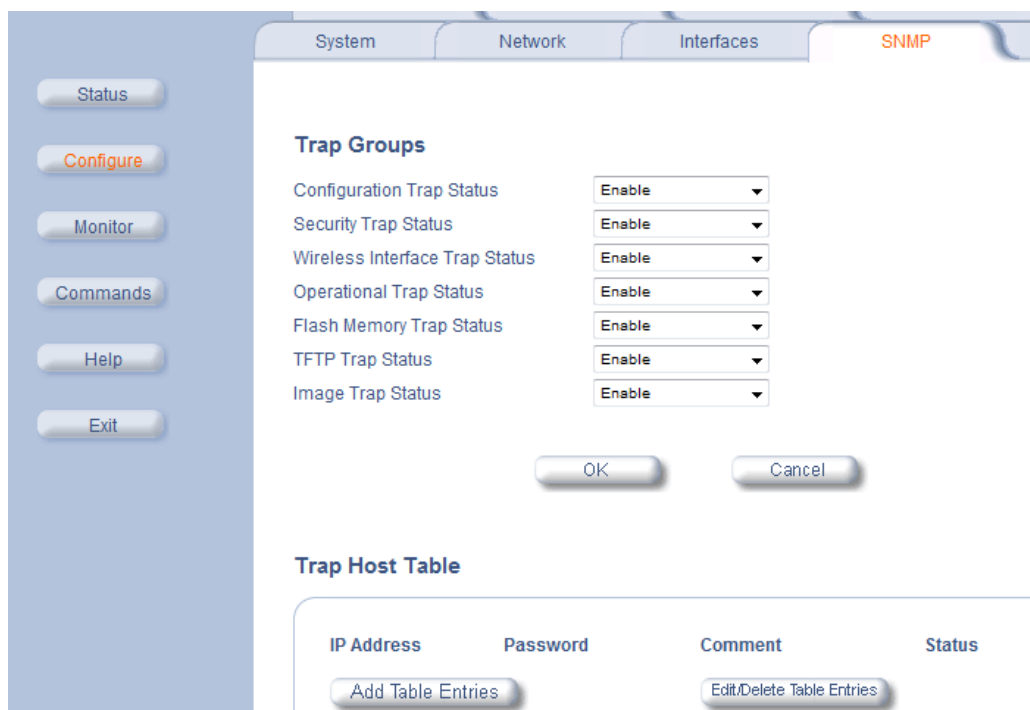 System Network Interfaces SNMP
Status
Configure
Monitor
Commands
Help
Exit
Trap Groups
Configuration Trap Status Enable
Security Trap Status Enable
Wireless Interface Trap Status Enable
Operational Trap Status Enable
Flash Memory Trap Status Enable
TFTP Trap Status Enable
Image Trap Status Enable
OK Cancel
Trap Host Table
IP Address Password Comment Status
Add Table Entries Edit/Delete Table Entries